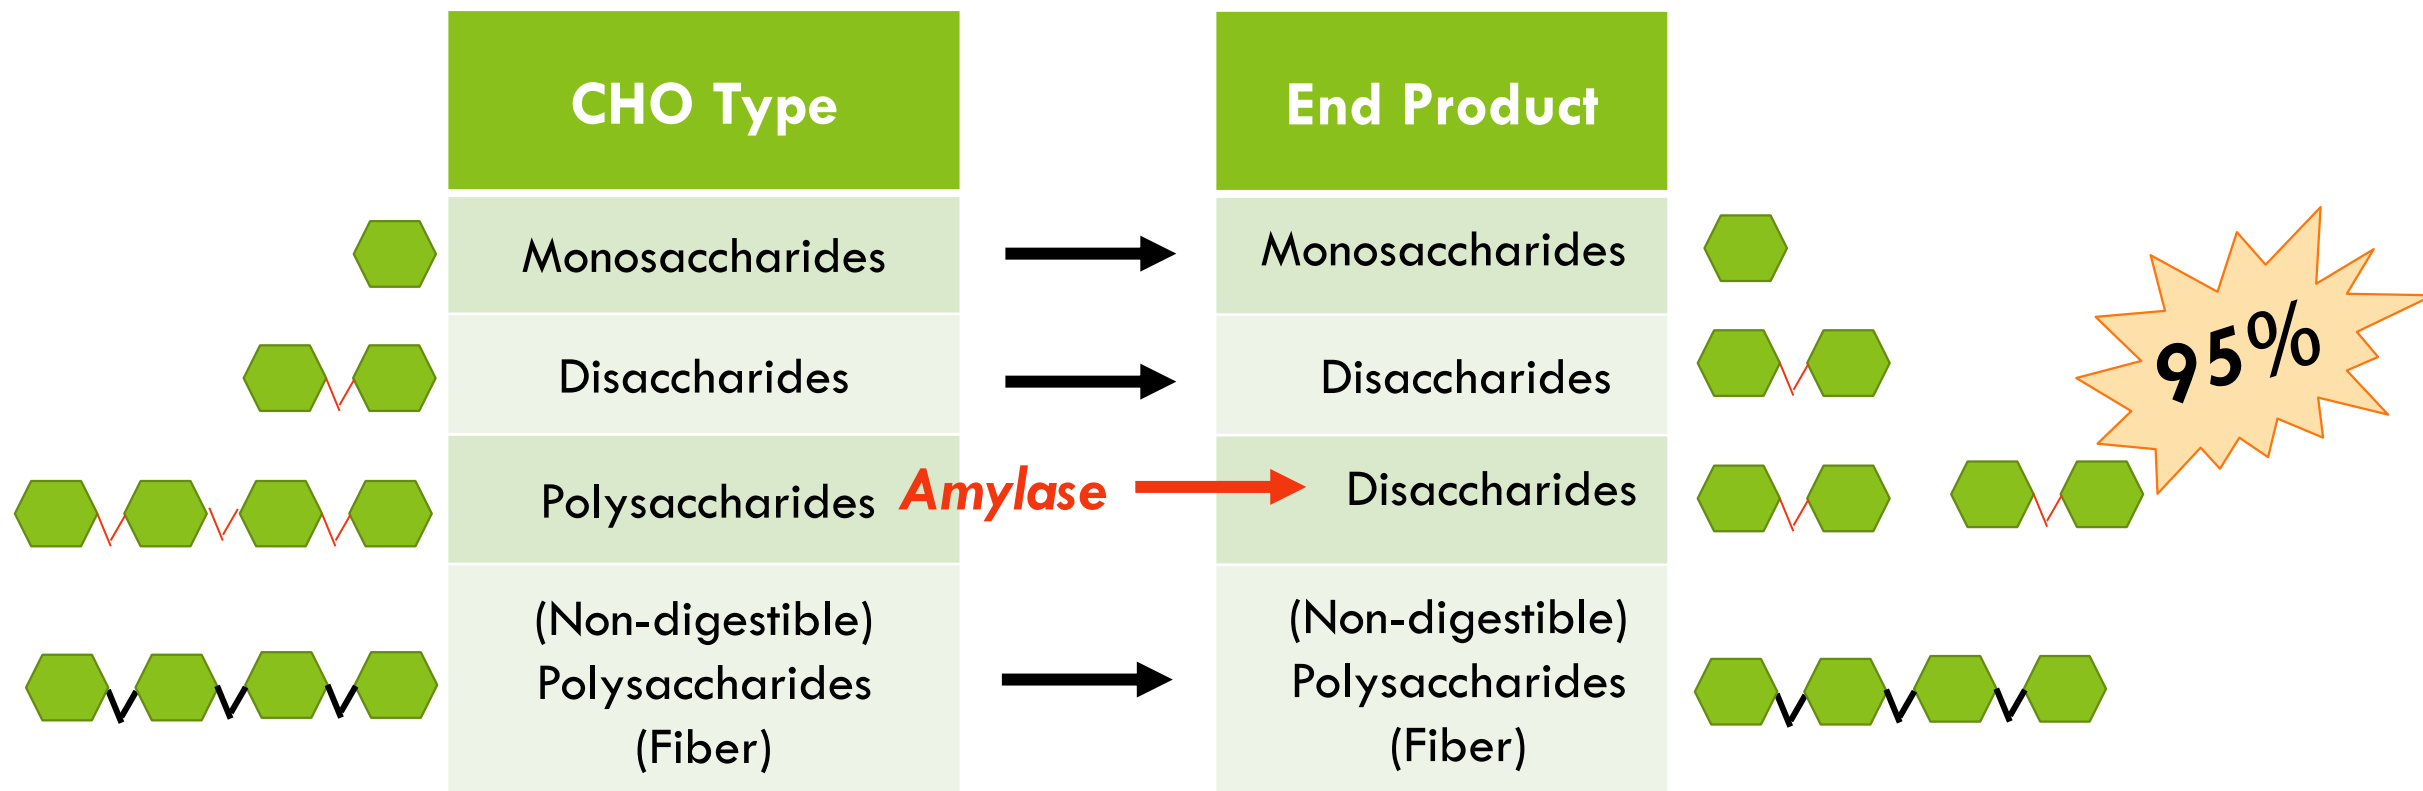 CHO Type
End Product
Monosaccharides
Monosaccharides
Disaccharides
Disaccharides
95%
Polysaccharides
Amylase
Disaccharides
(Non-digestible)
Polysaccharides
(Fiber)
(Non-digestible)
Polysaccharides
(Fiber)